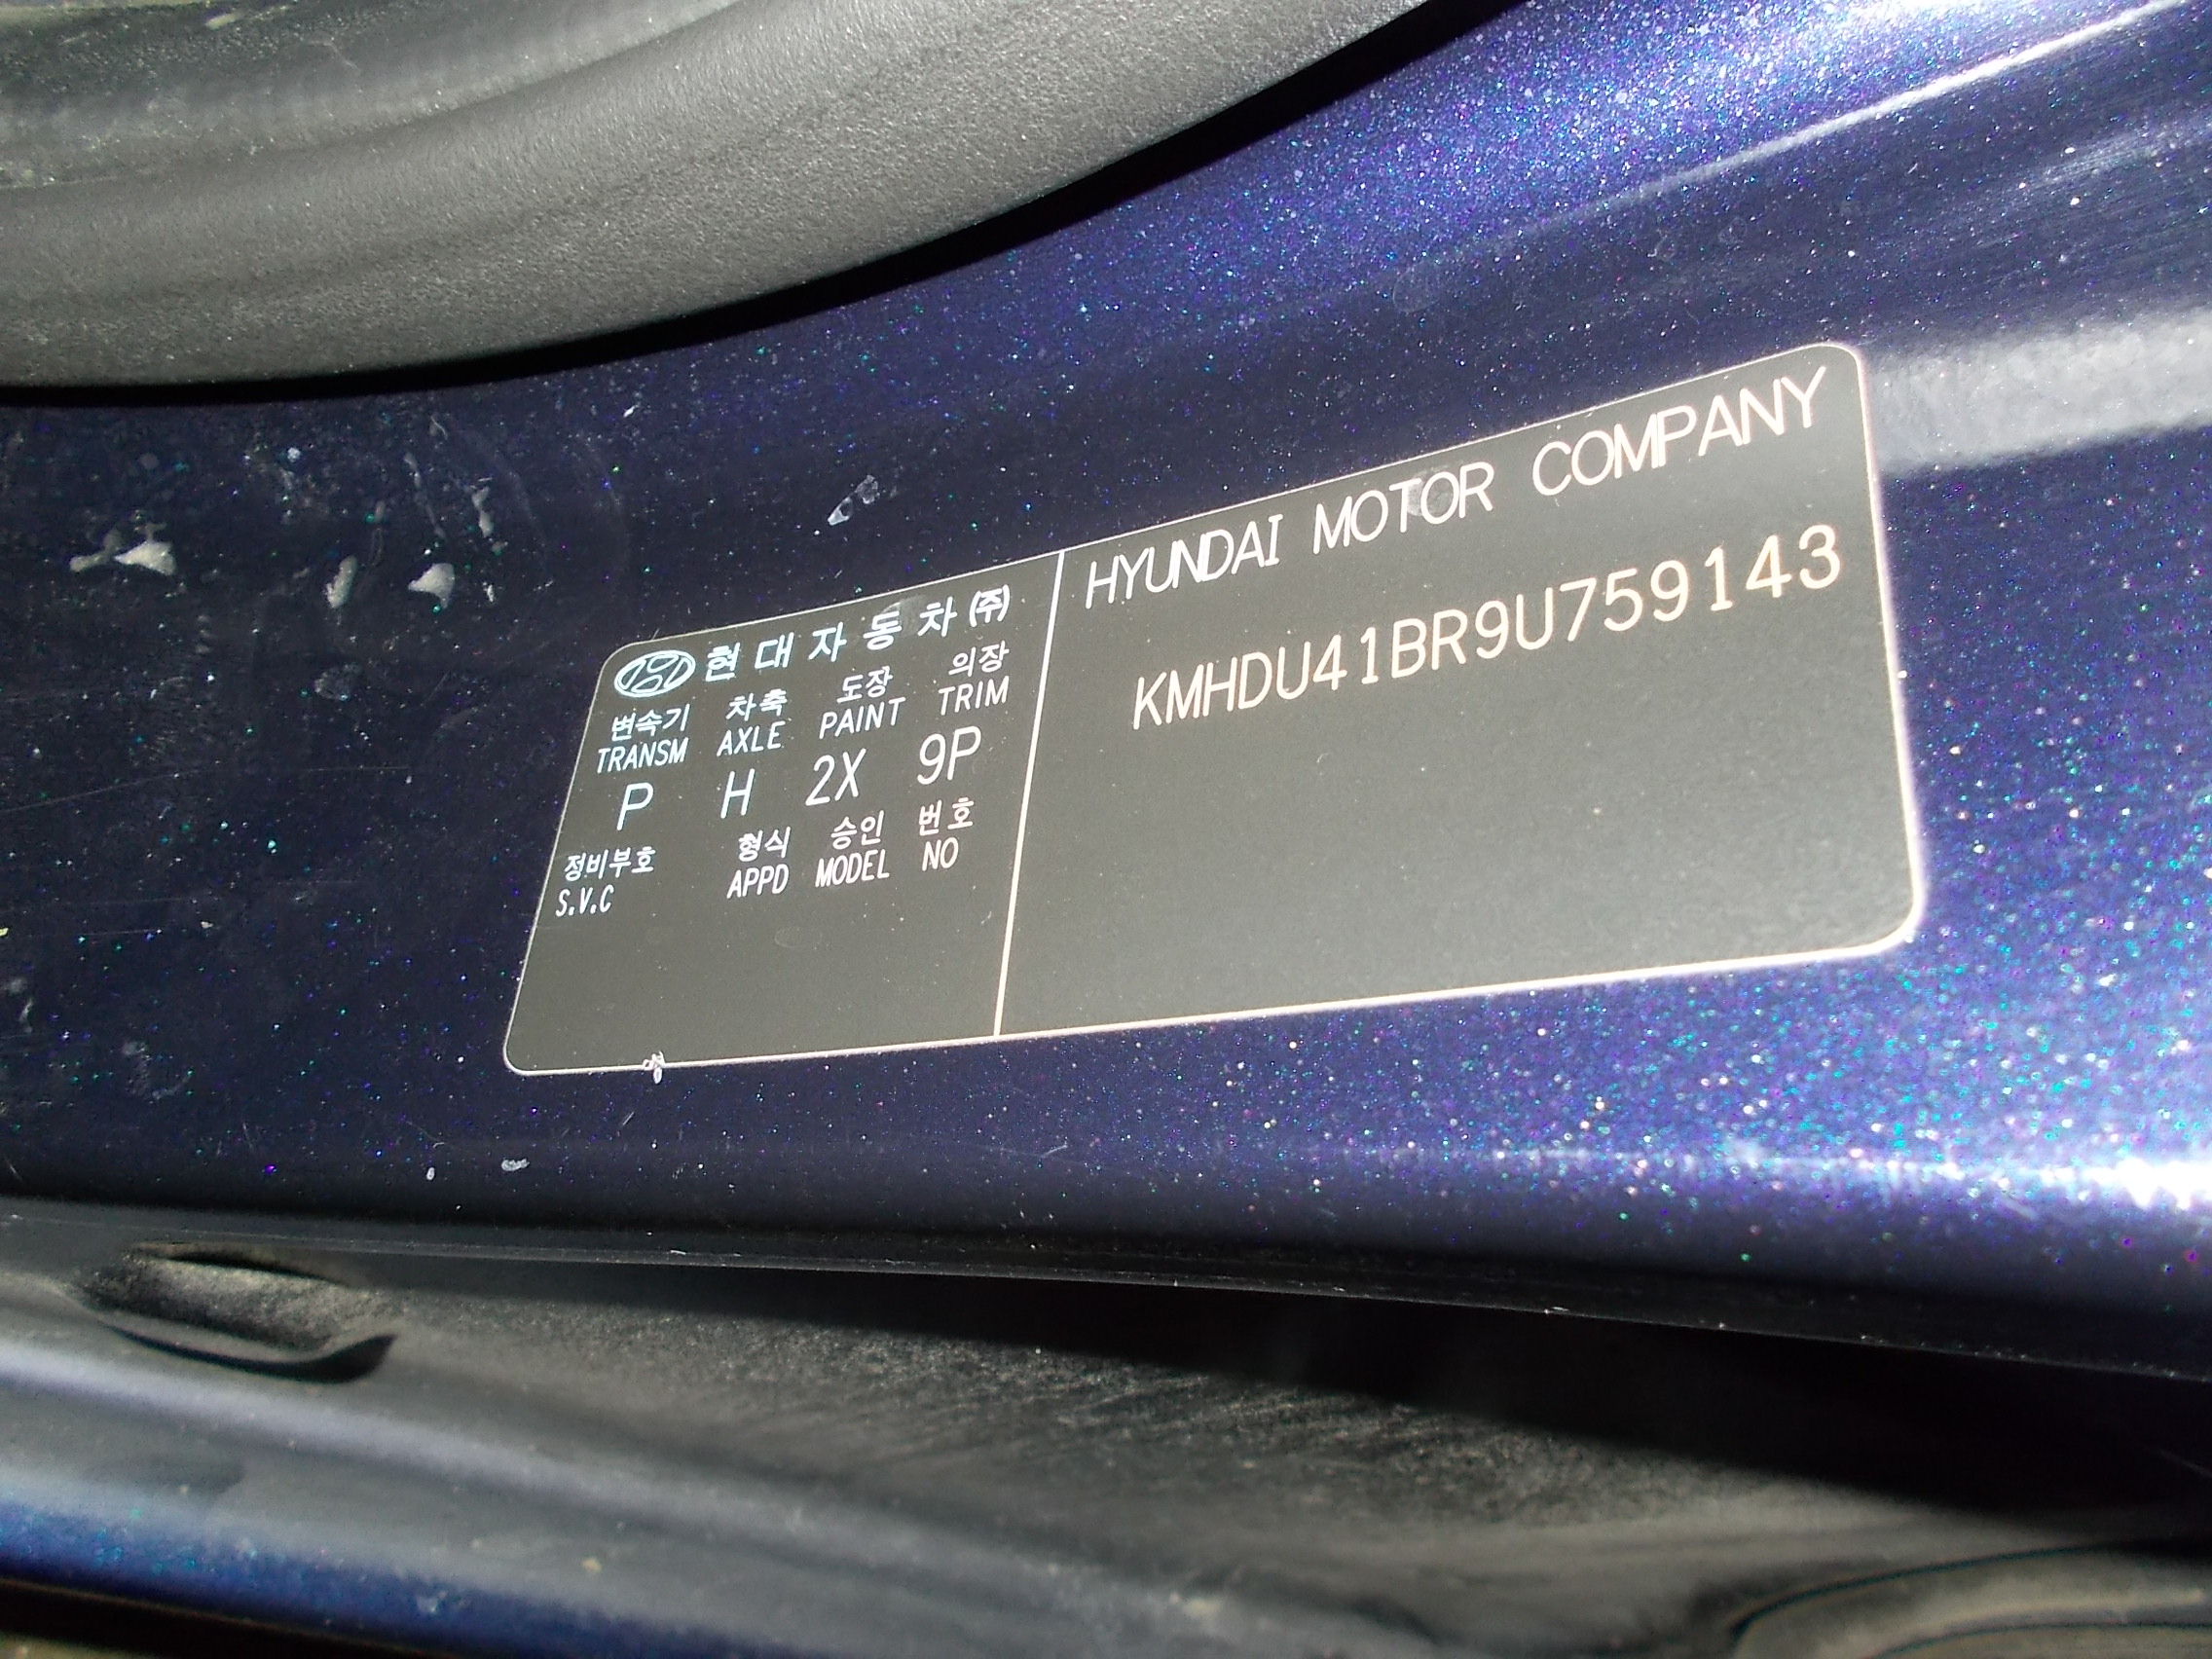 현대자동차㈜
변속기 차축 도장 의장
TRANSM AXLE PAINT TRIM
P H 2X 9P
정비부호 형식 승인 번호
S.V.C APPD MODEL NO
HYUNDAI MOTOR COMPANY
KMHDU41BR9U759143